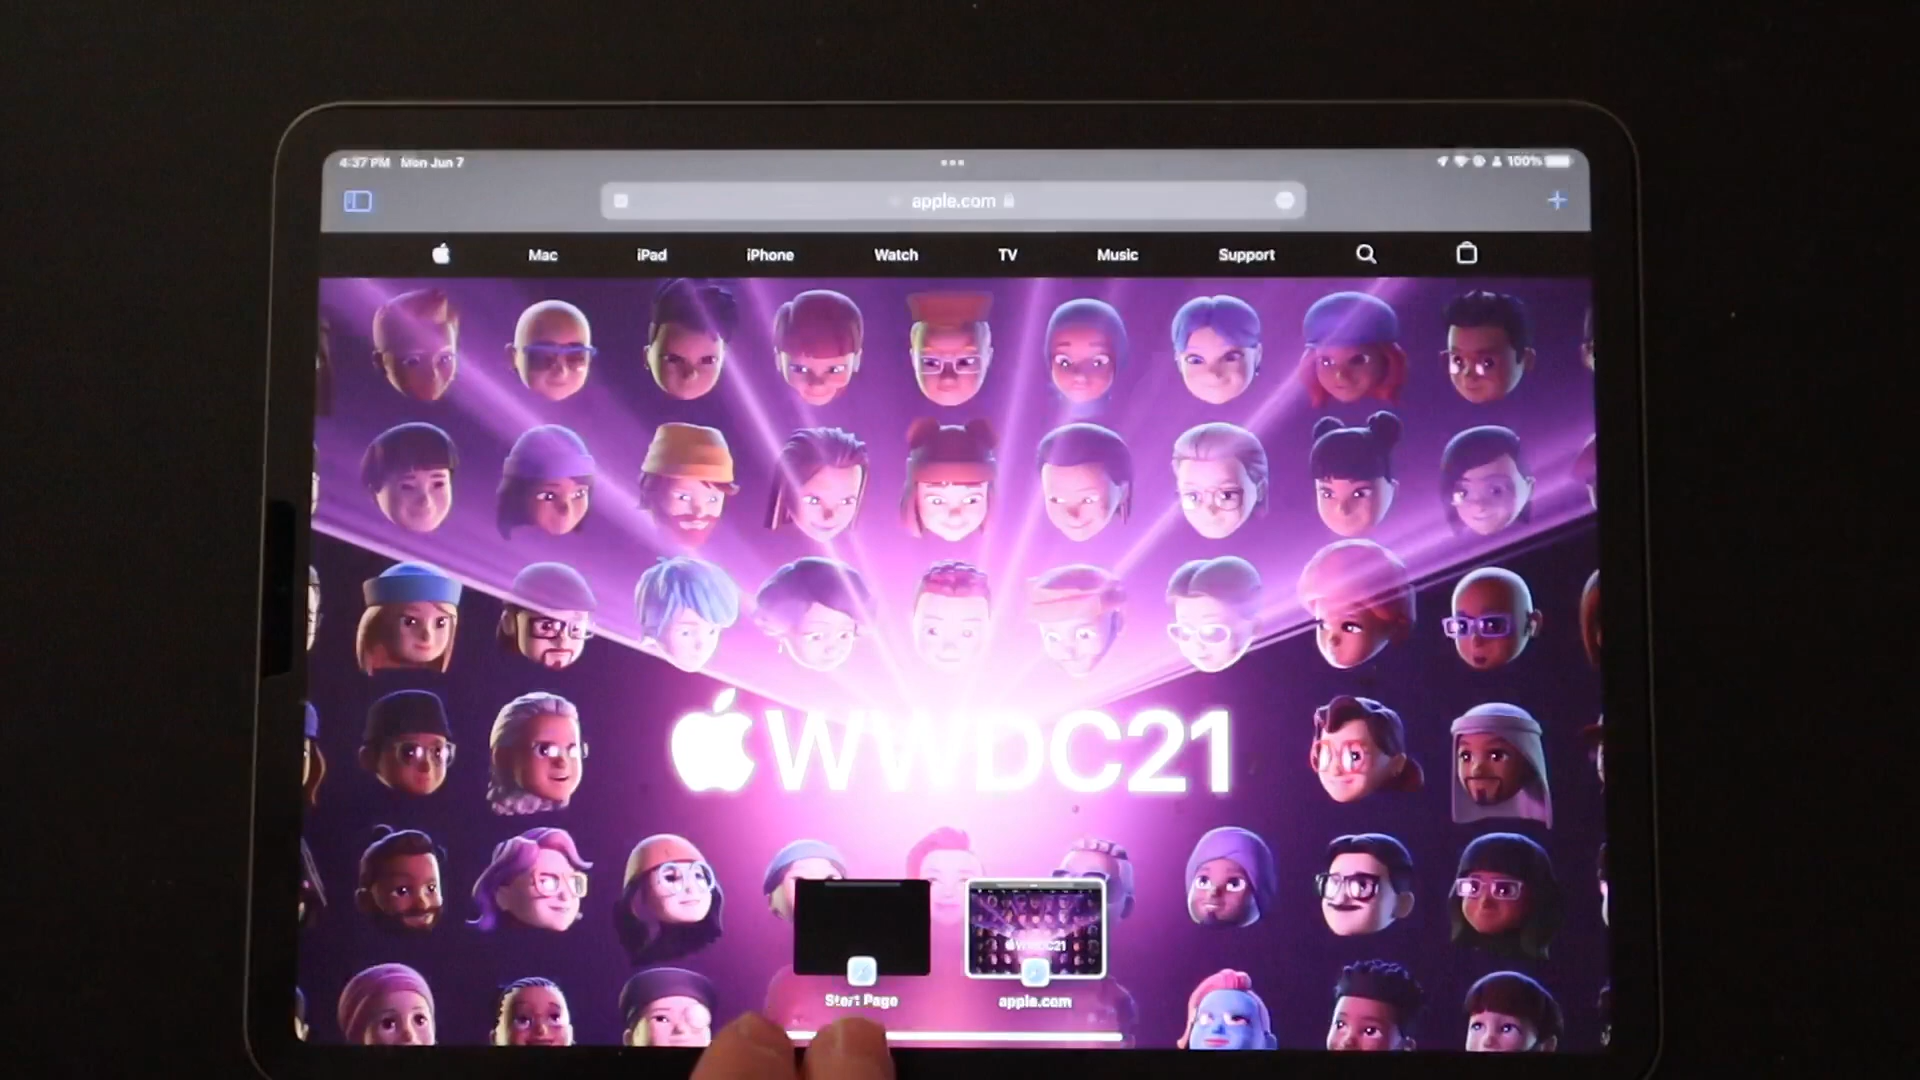 4:37 PM Mon Jun 7
100%
apple.com
Mac iPad iPhone Watch TV Music Support
WWDC21
WWDC21
Start Page apple.com